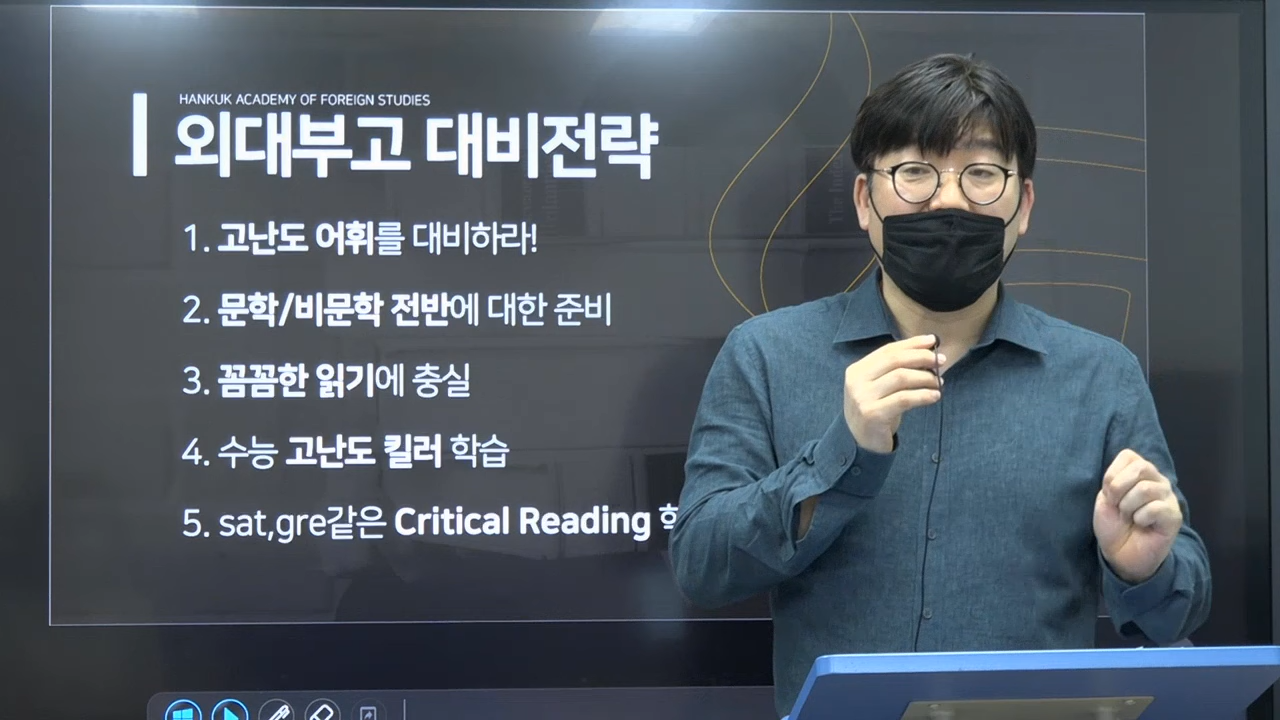 HANKUK ACADEMY OF FOREIGN STUDIES
외대부고 대비전략
1. 고난도 어휘를 대비하라!
2. 문학/비문학 전반에 대한 준비
3. 꼼꼼한 읽기에 충실
4. 수능 고난도 킬러 학습
5. sat,gre같은 Critical Reading